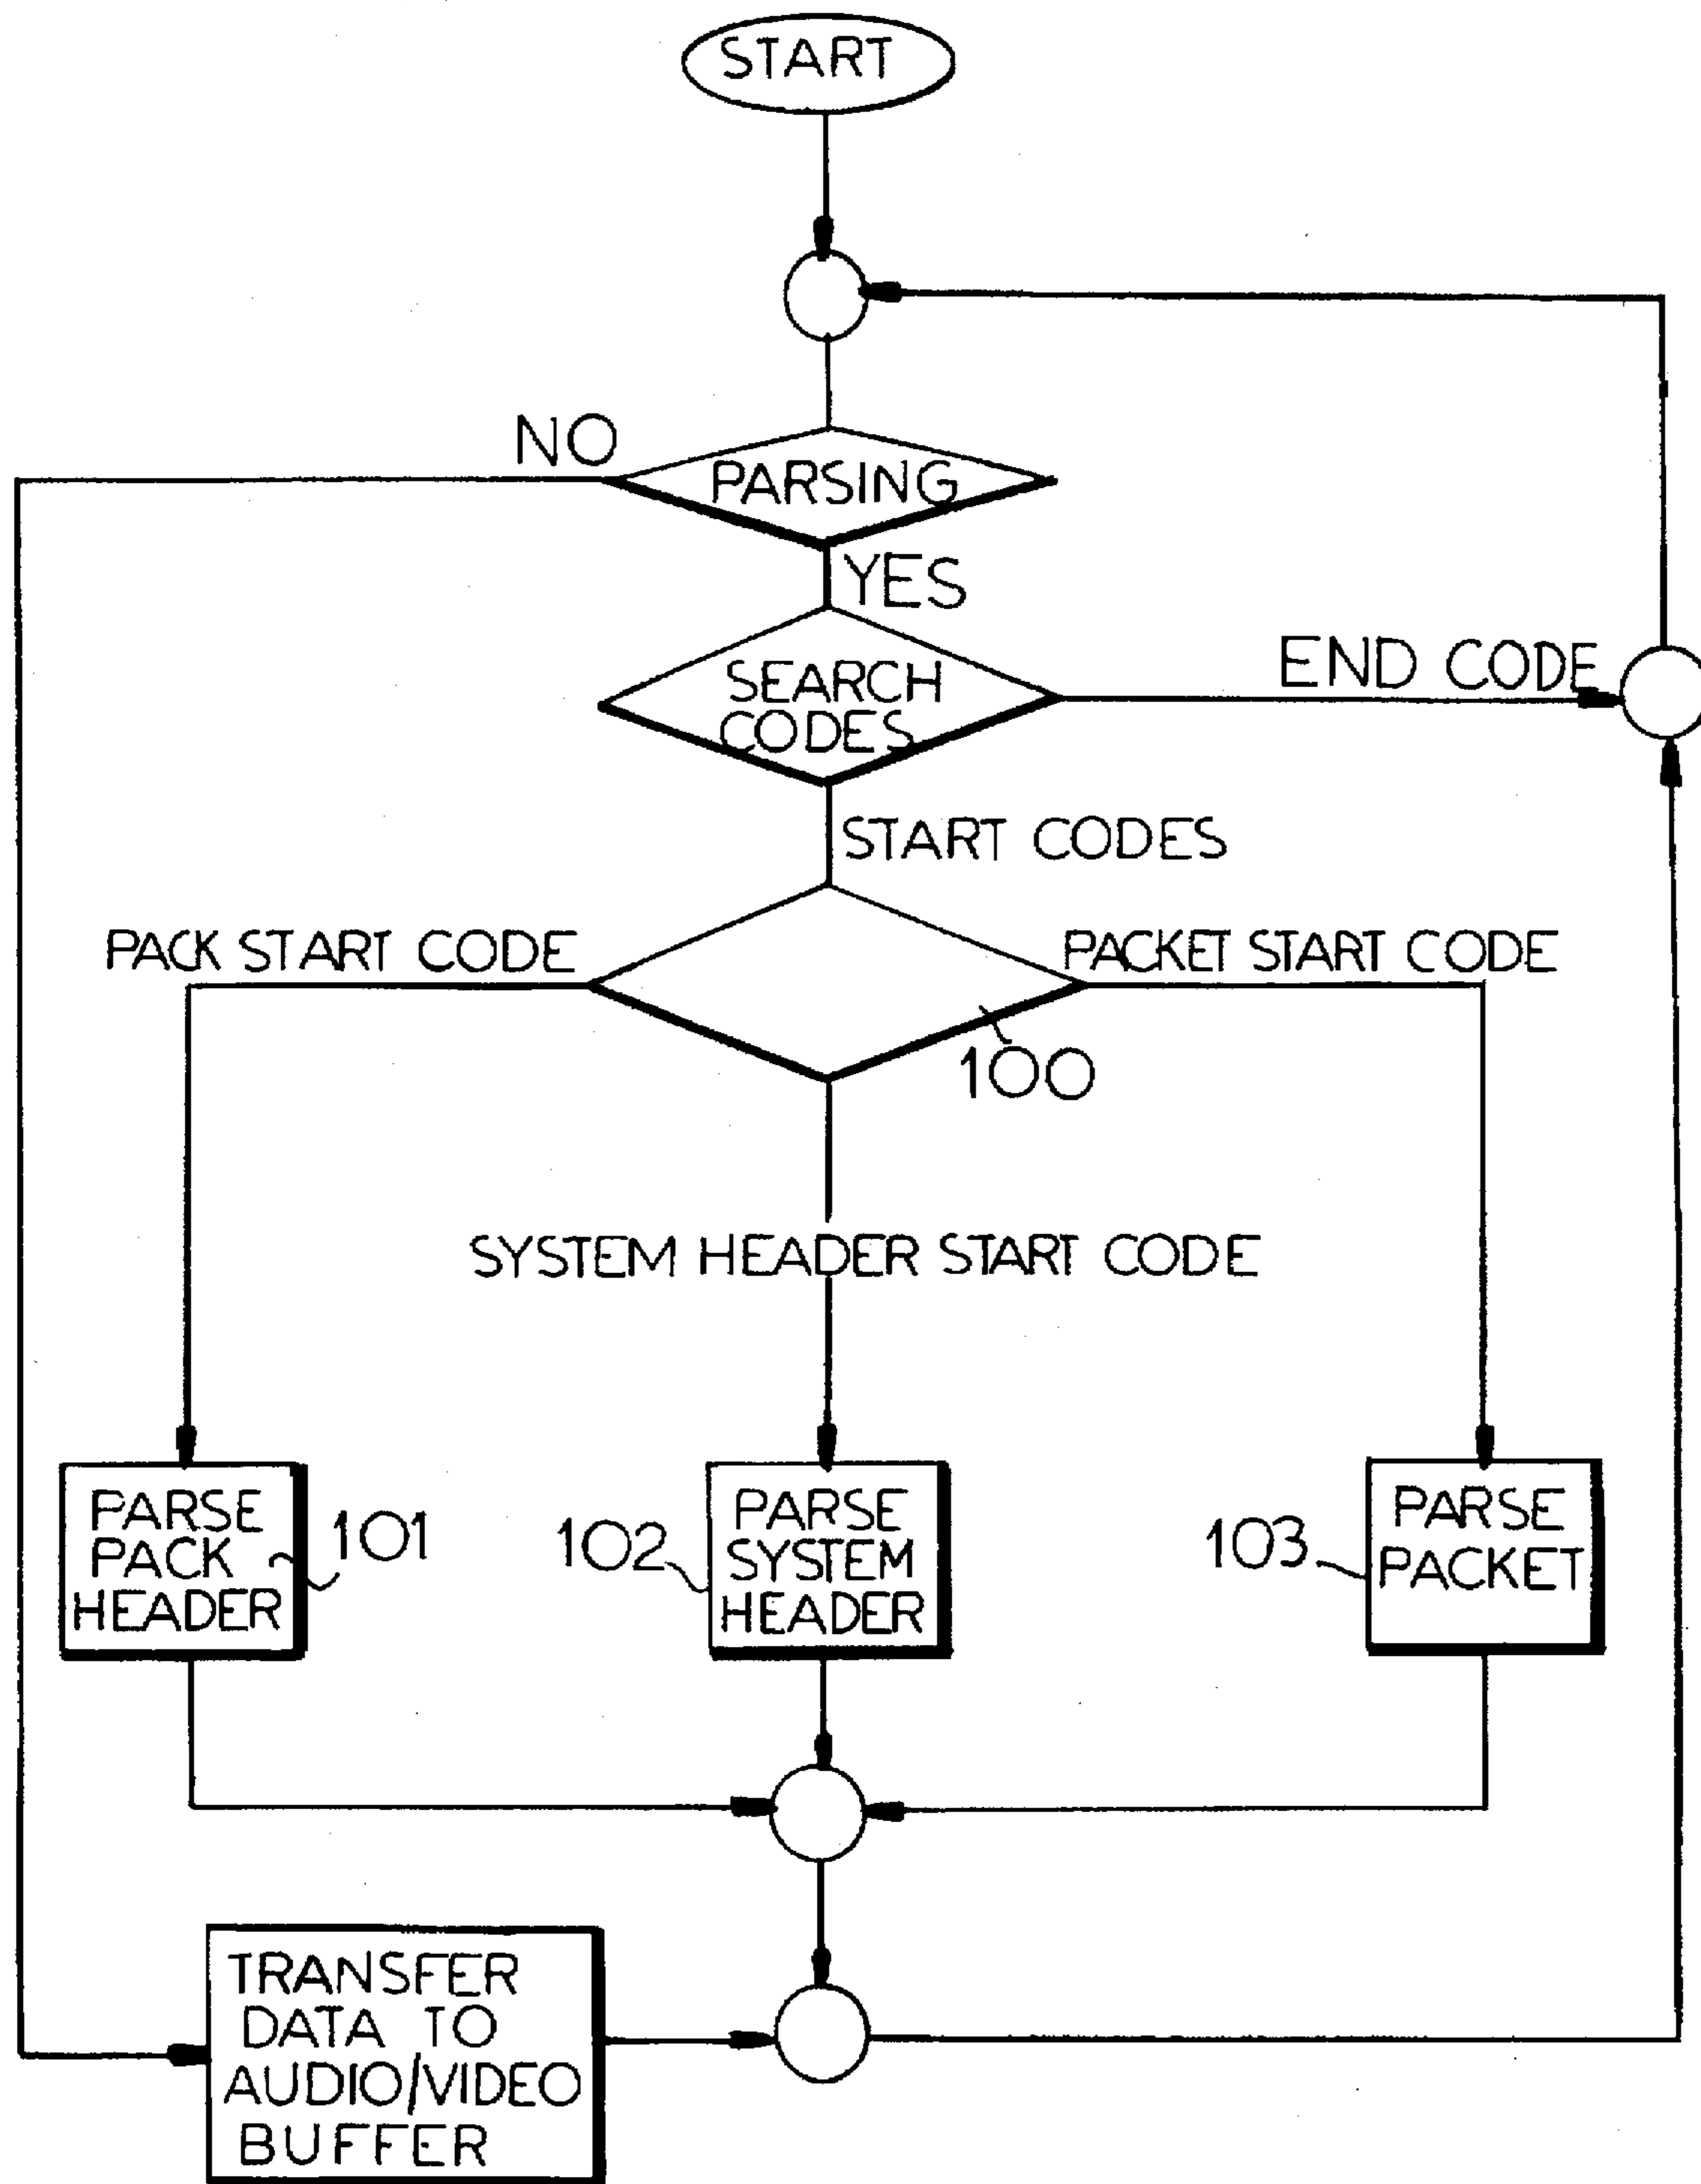 START
NO
PARSING
YES
SEARCH
CODES
END CODE
START CODES
PACK START CODE
PACKET START CODE
100
SYSTEM HEADER START CODE
PARSE
PACK
HEADER
101
102
PARSE
SYSTEM
HEADER
103
PARSE
PACKET
TRANSFER
DATA TO
AUDIO/VIDEO
BUFFER